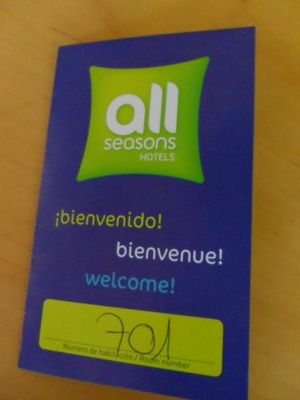 all
seasons
HOTELS
¡bienvenido!
bienvenue!
welcome!
701
Número de habitación / Room number